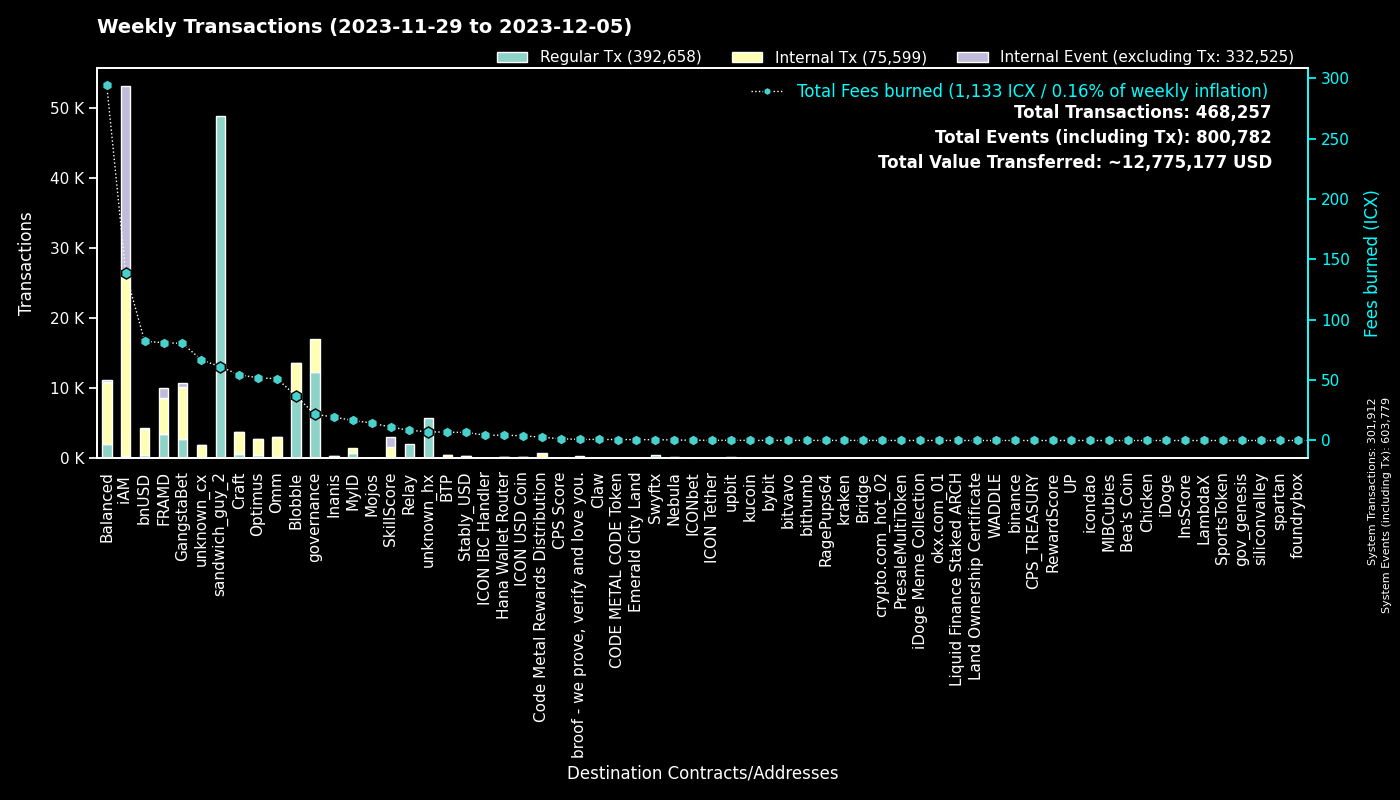 Weekly Transactions (2023-11-29 to 2023-12-05)
Regular Tx (392,658)
Internal Tx (75,599)
Internal Event (excluding Tx: 332,525)
Total Fees burned (1,133 ICX / 0.16% of weekly inflation)
Total Transactions: 468,257
Total Events (including Tx): 800,782
Total Value Transferred: ~12,775,177 USD
Transactions
50 K
40 K
30 K
20 K
10 K
0 K
300
250
200
150
100
50
0
Fees burned (ICX)
System Transactions: 301,912
System Events (including Tx): 603,779
Balanced
iAM
bnUSD
FRAMD
GangstaBet
unknown_cx
sandwich_guy_2
Craft
Optimus
Omm
Blobble
governance
Inanis
MyID
Mojos
SkillScore
Relay
unknown_hx
BTP
Stably_USD
ICON IBC Handler
Hana Wallet Router
ICON USD Coin
Code Metal Rewards Distribution
CPS Score
broof - we prove, verify and love you.
Claw
CODE METAL CODE Token
Emerald City Land
Swyftx
Nebula
ICONbet
ICON Tether
upbit
kucoin
bybit
bitvavo
bithumb
RagePups64
kraken
Bridge
crypto.com_hot_02
PresaleMultiToken
iDoge Meme Collection
okx.com_01
Liquid Finance Staked ARCH
Land Ownership Certificate
WADDLE
binance
CPS_TREASURY
RewardScore
UP
icondao
MIBCubies
Bea's Coin
Chicken
iDoge
InsScore
LambdaX
SportsToken
gov_genesis
siliconvalley
spartan
foundrybox
Destination Contracts/Addresses